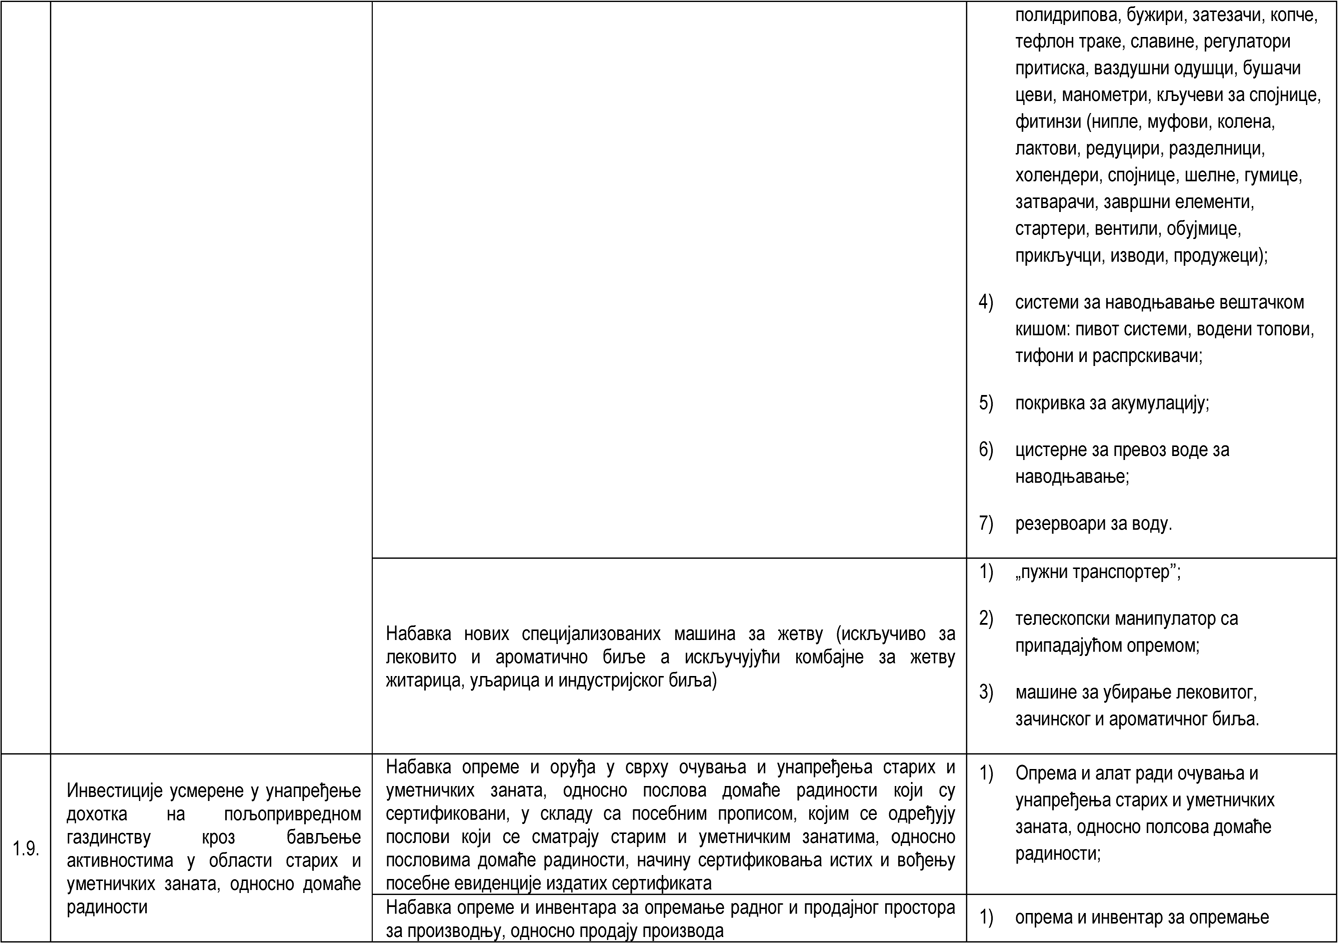 полидрипова, бужири, затезачи, копче,
тефлон траке, славине, регулатори
притиска, ваздушни одушци, бушачи
цеви, манометри, кључеви за спојнице,
фитинзи (нипле, муфови, колена,
лактови, редуцири, разделници,
холендери, спојнице, шелне, гумице,
затварачи, завршни елементи,
стартери, вентили, обујмице,
прикључци, изводи, продужеци);
4) системи за наводњавање вештачком
кишом: пивот системи, водени топови,
тифони и распрскивачи;
5) покривка за акумулацију;
6) цистерне за превоз воде за
наводњавање;
7) резервоари за воду.
Набавка нових специјализованих машина за жетву (искључиво за
лековито и ароматично биље а искључујући комбајне за жетву
житарица, уљарица и индустријског биља)
1) „пужни транспортер”;
2) телескопски манипулатор са
припадајућом опремом;
3) машине за убирање лековитог,
зачинског и ароматичног биља.
1.9.
Инвестиције усмерене у унапређење
дохотка на пољопривредном
газдинству кроз бављење
активностима у области старих и
уметничких заната, односно домаће
радиности
Набавка опреме и оруђа у сврху очувања и унапређења старих и
уметничких заната, односно послова домаће радиности који су
сертификовани, у складу са посебним прописом, којим се одређују
послови који се сматрају старим и уметничким занатима, односно
пословима домаће радиности, начину сертификовања истих и вођењу
посебне евиденције издатих сертификата
1) Опрема и алат ради очувања и
унапређења старих и уметничких
заната, односно полсова домаће
радиности;
Набавка опреме и инвентара за опремање радног и продајног простора
за производњу, односно продају производа
1) опрема и инвентар за опремање